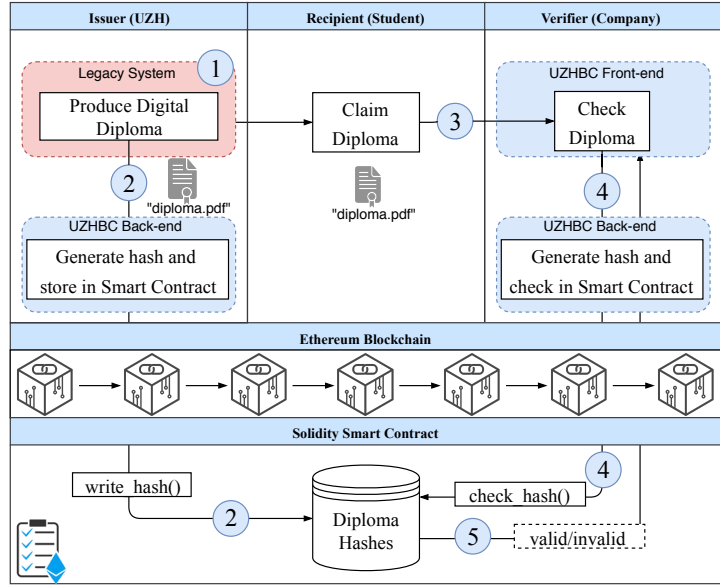 Issuer (UZH)
Recipient (Student)
Verifier (Company)
Legacy System
1
Produce Digital
Diploma
2
"diploma.pdf"
UZHBC Back-end
Generate hash and
store in Smart Contract
Claim
Diploma
3
"diploma.pdf"
UZHBC Front-end
Check
Diploma
4
UZHBC Back-end
Generate hash and
check in Smart Contract
Ethereum Blockchain
Solidity Smart Contract
write_hash()
2
Diploma
Hashes
check_hash()
4
5
valid/invalid